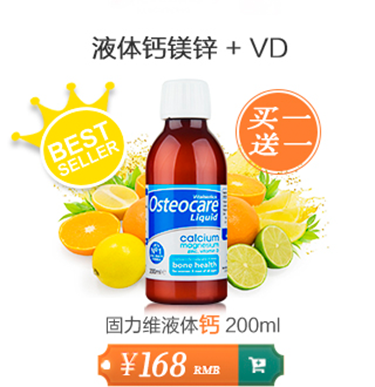 液体钙镁锌 + VD
BEST
SELLER
买一
送一
Vitabiotics
Osteocare
Liquid
calcium
magnesium
zinc, vitamin D
bone health
200ml
固力维液体钙 200ml
¥168 RMB